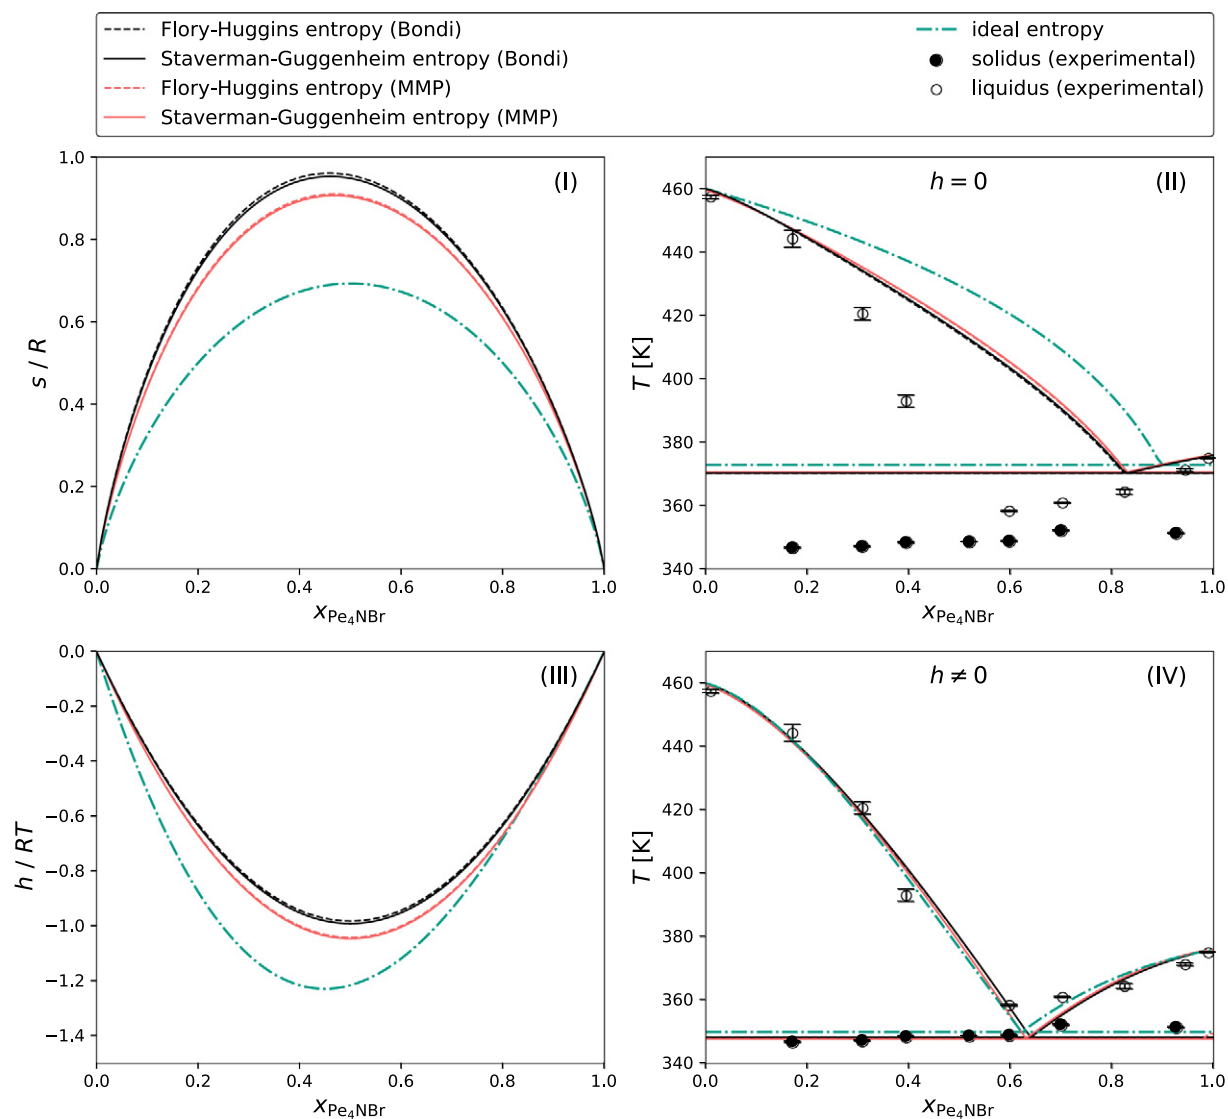 Flory-Huggins entropy (Bondi)
Staverman-Guggenheim entropy (Bondi)
Flory-Huggins entropy (MMP)
Staverman-Guggenheim entropy (MMP)
ideal entropy
solidus (experimental)
liquidus (experimental)
(I)
s / R
1.0
0.8
0.6
0.4
0.2
0.0
0.0 0.2 0.4 0.6 0.8 1.0
xPe4NBr
h = 0
(II)
T [K]
460
440
420
400
380
360
340
0.0 0.2 0.4 0.6 0.8 1.0
xPe4NBr
(III)
h / RT
0.0
−0.2
−0.4
−0.6
−0.8
−1.0
−1.2
−1.4
0.0 0.2 0.4 0.6 0.8 1.0
xPe4NBr
h ≠ 0
(IV)
T [K]
460
440
420
400
380
360
340
0.0 0.2 0.4 0.6 0.8 1.0
xPe4NBr